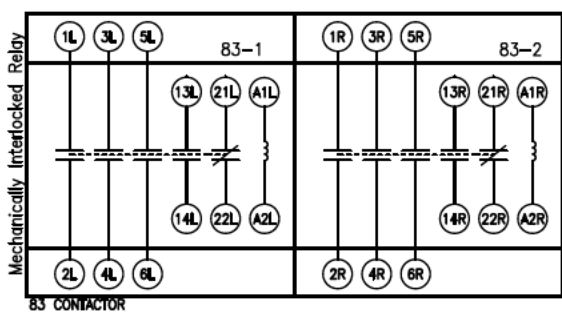 Mechanically Interlocked Relay
1L 3L 5L 1R 3R 5R
83-1 83-2
13L 21L A1L 13R 21R A1R
14L 22L A2L 14R 22R A2R
2L 4L 6L 2R 4R 6R
83 CONTACTOR